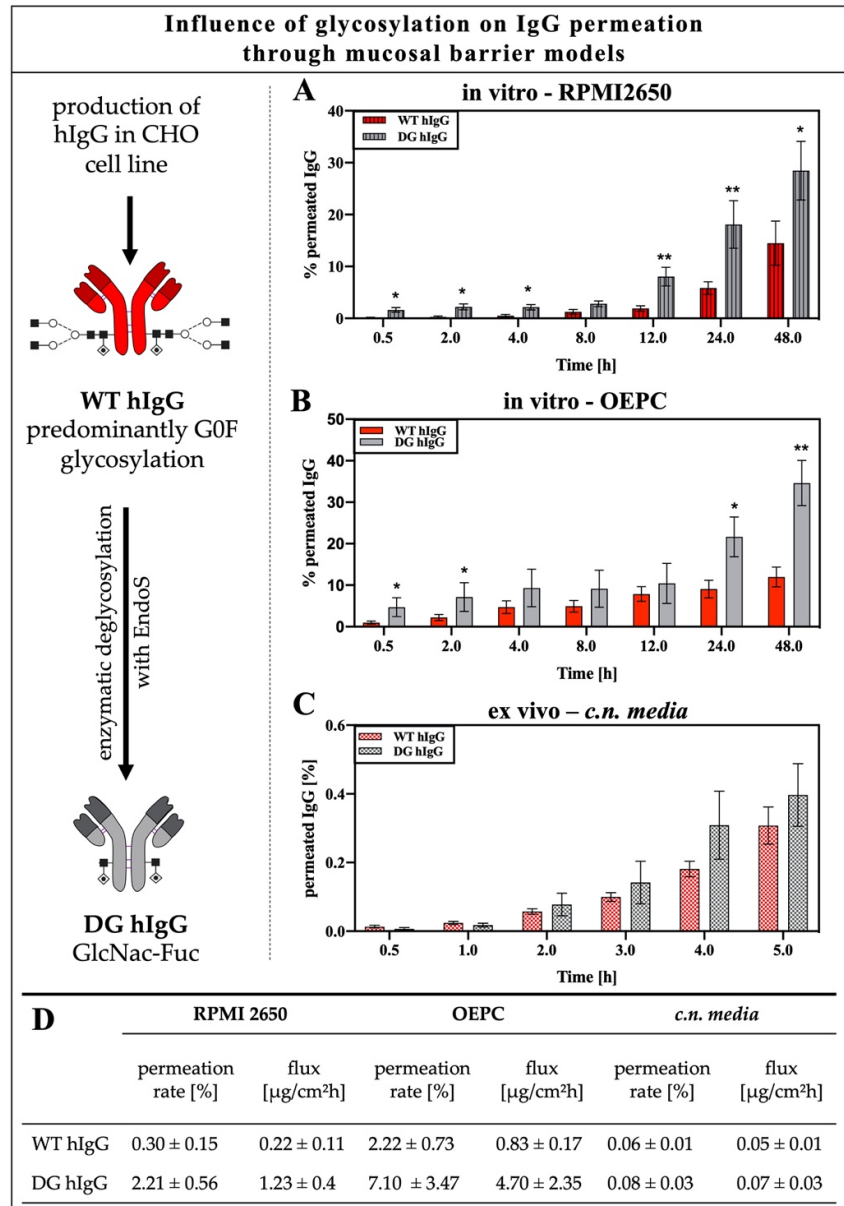 Influence of glycosylation on IgG permeation
through mucosal barrier models
production of
hIgG in CHO
cell line
WT hIgG
predominantly G0F
glycosylation
enzymatic deglycosylation
with EndoS
DG hIgG
GlcNac-Fuc
A
in vitro - RPMI2650
WT hIgG
DG hIgG
% permeated IgG
40
30
20
10
0
* * * ** ** *
0.5 2.0 4.0 8.0 12.0 24.0 48.0
Time [h]
B
in vitro - OEPC
WT hIgG
DG hIgG
% permeated IgG
50
40
30
20
10
0
* * * **
0.5 2.0 4.0 8.0 12.0 24.0 48.0
Time [h]
C
ex vivo – c.n. media
WT hIgG
DG hIgG
permeated IgG [%]
0.6
0.4
0.2
0.0
0.5 1.0 2.0 3.0 4.0 5.0
Time [h]
D
RPMI 2650 OEPC c.n. media
permeation flux permeation flux permeation flux
rate [%] [µg/cm²h] rate [%] [µg/cm²h] rate [%] [µg/cm²h]
WT hIgG 0.30 ± 0.15 0.22 ± 0.11 2.22 ± 0.73 0.83 ± 0.17 0.06 ± 0.01 0.05 ± 0.01
DG hIgG 2.21 ± 0.56 1.23 ± 0.4 7.10 ± 3.47 4.70 ± 2.35 0.08 ± 0.03 0.07 ± 0.03